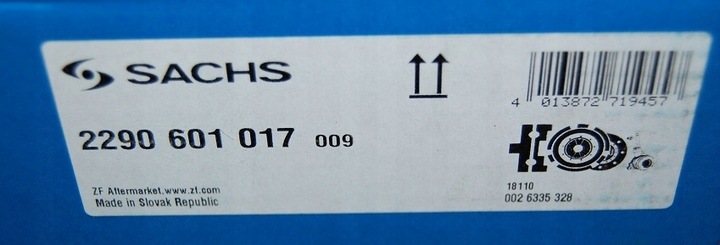 SACHS
4 013872 719457
2290 601 017 009
ZF Aftermarket.www.zf.com
Made in Slovak Republic
18110
002 6335 328